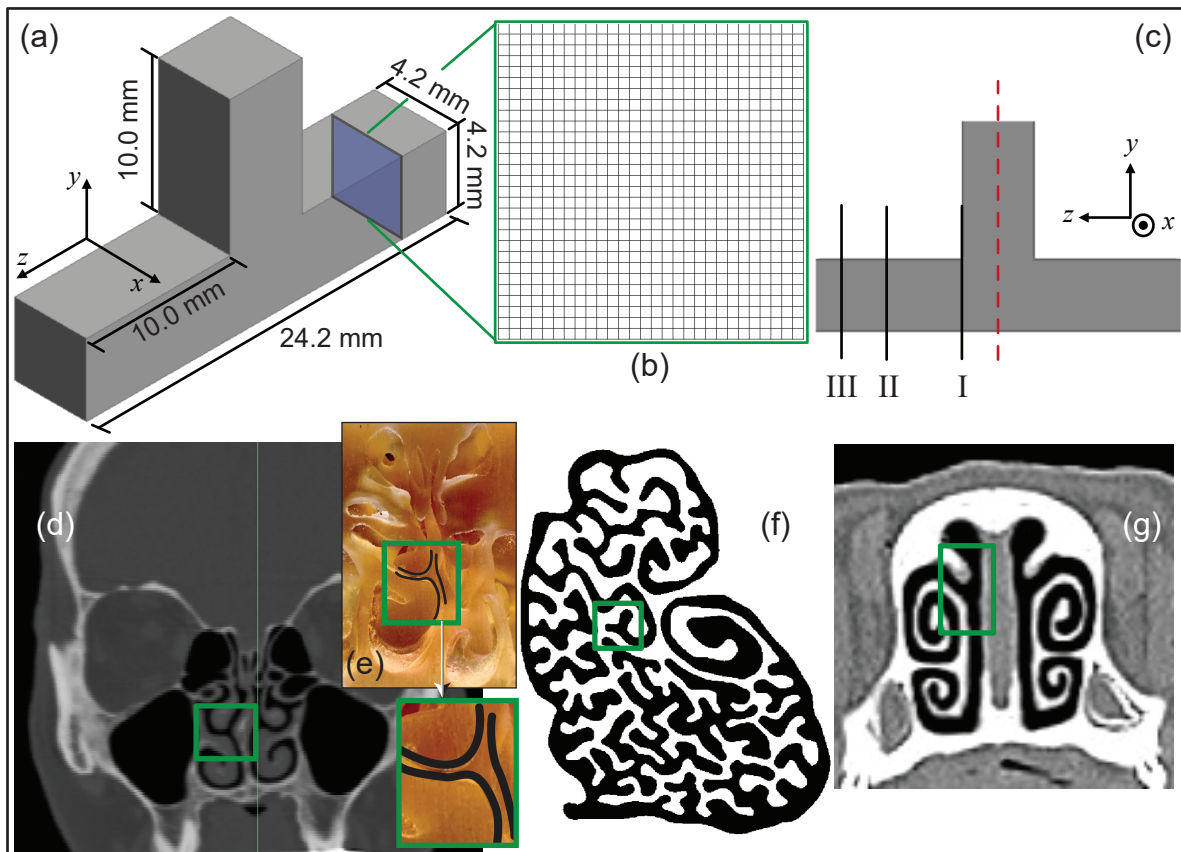 (a)
10.0 mm
4.2 mm
4.2 mm
y
z
x
10.0 mm
24.2 mm
(b)
(c)
y
z
x
III
II
I
(d)
(e)
(f)
(g)